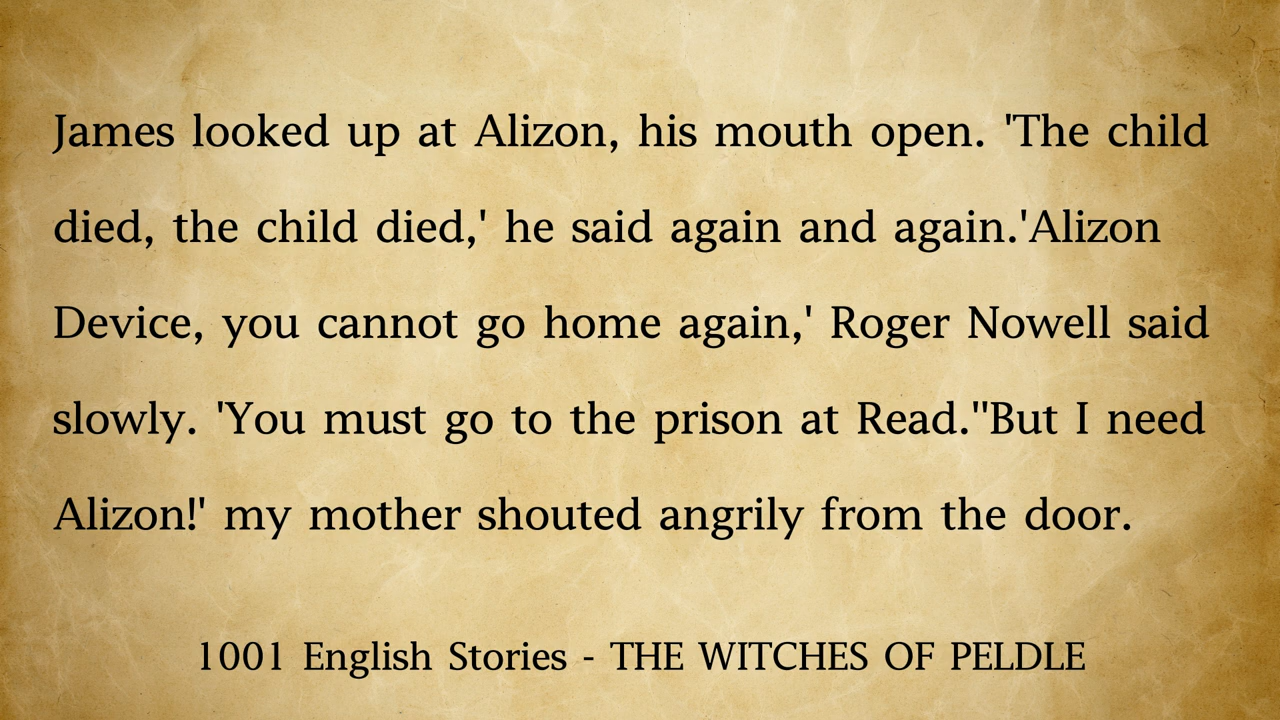 James looked up at Alizon, his mouth open. 'The child
died, the child died,' he said again and again.'Alizon
Device, you cannot go home again,' Roger Nowell said
slowly. 'You must go to the prison at Read.''But I need
Alizon!' my mother shouted angrily from the door.
1001 English Stories - THE WITCHES OF PELDLE